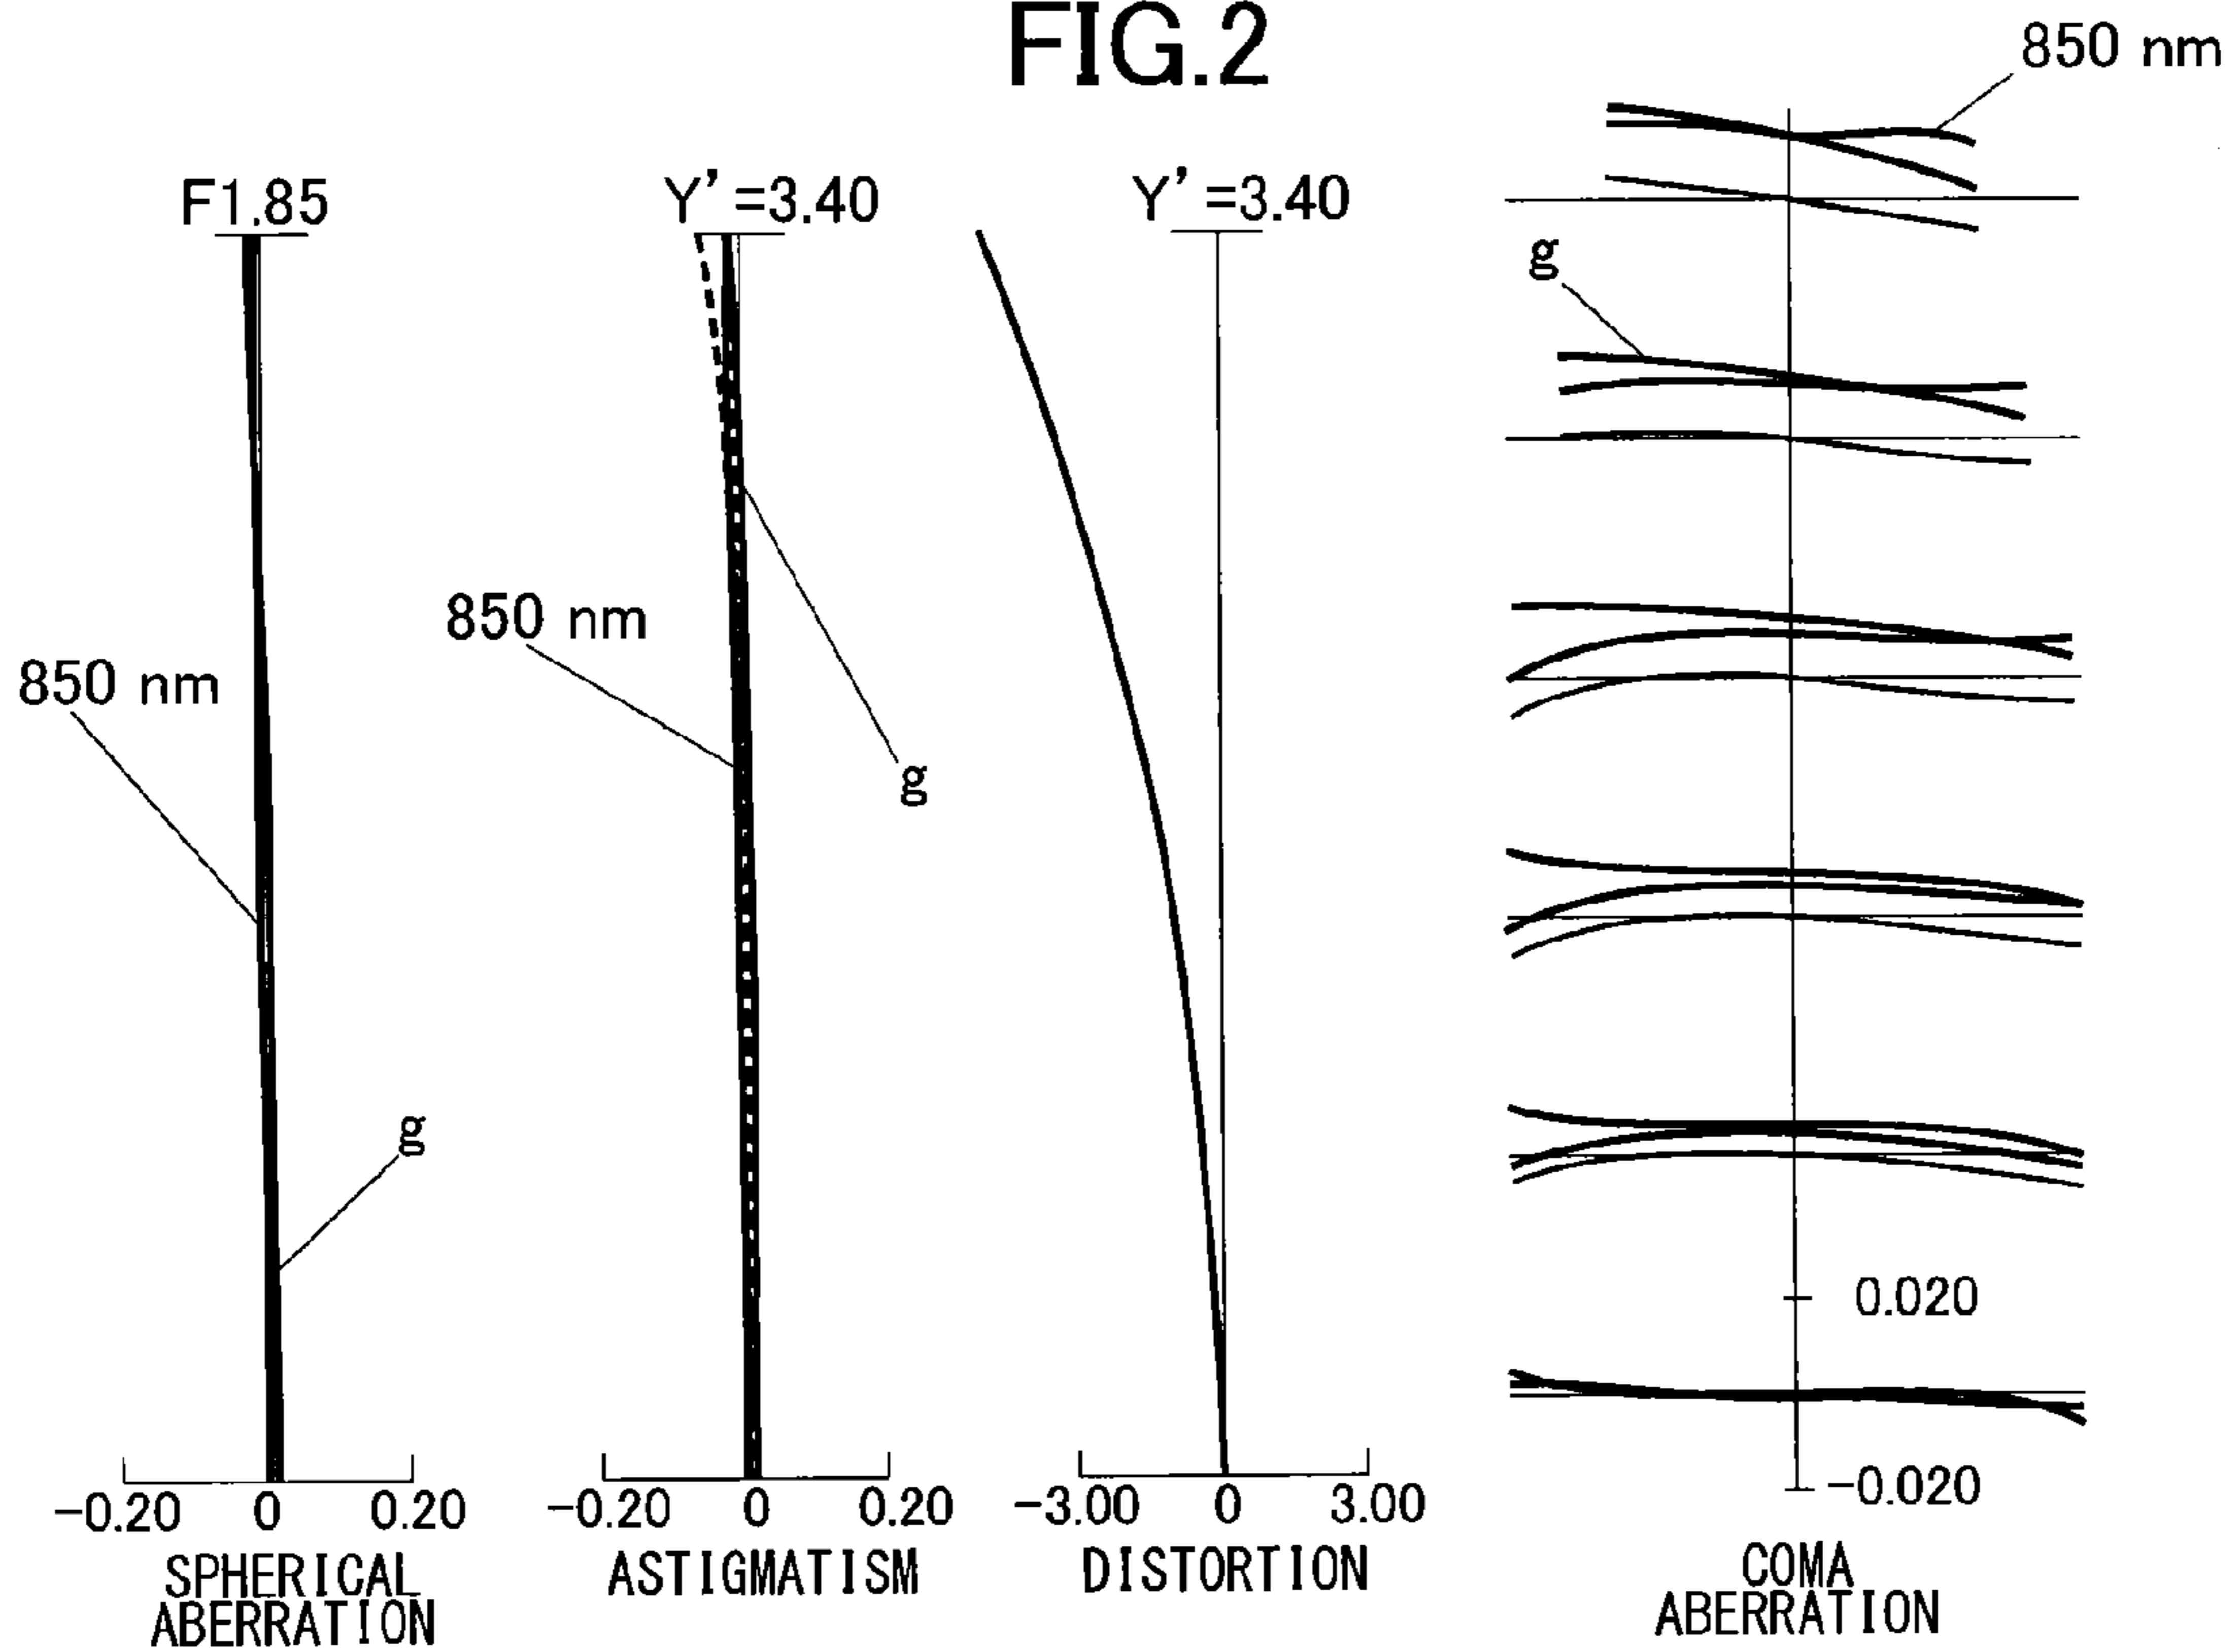 FIG.2
850 nm
F1.85
Y'=3.40
Y'=3.40
g
850 nm
850 nm
g
g
0.020
-0.020
-0.20 0 0.20
-0.20 0 0.20
-3.00 0 3.00
SPHERICAL
ABERRATION
ASTIGMATISM
DISTORTION
COMA
ABERRATION